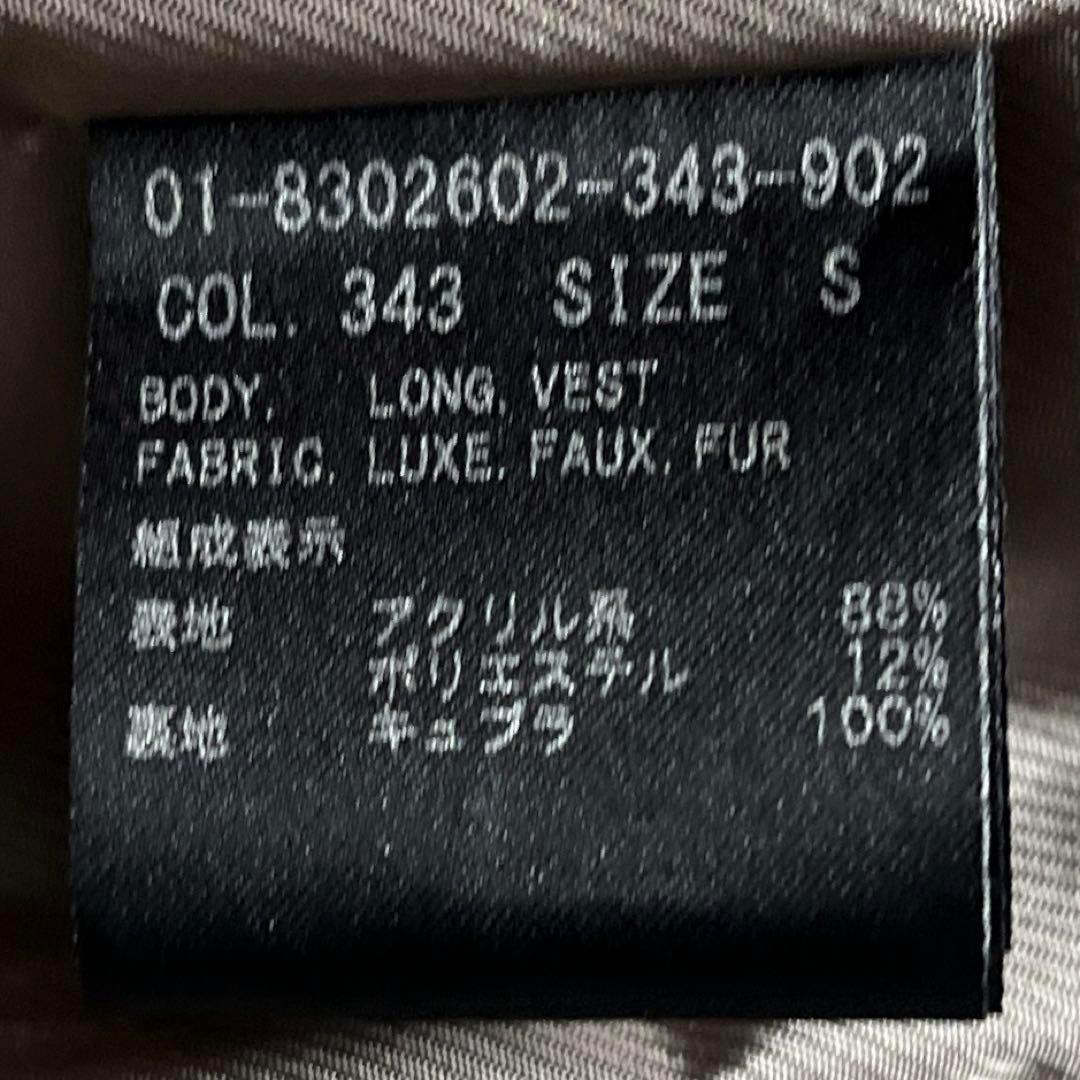 01-8302602-343-902
COL. 343 SIZE S
BODY. LONG. VEST
FABRIC. LUXE. FAUX. FUR
組成表示
表地 アクリル系 88%
ポリエステル 12%
裏地 キュプラ 100%